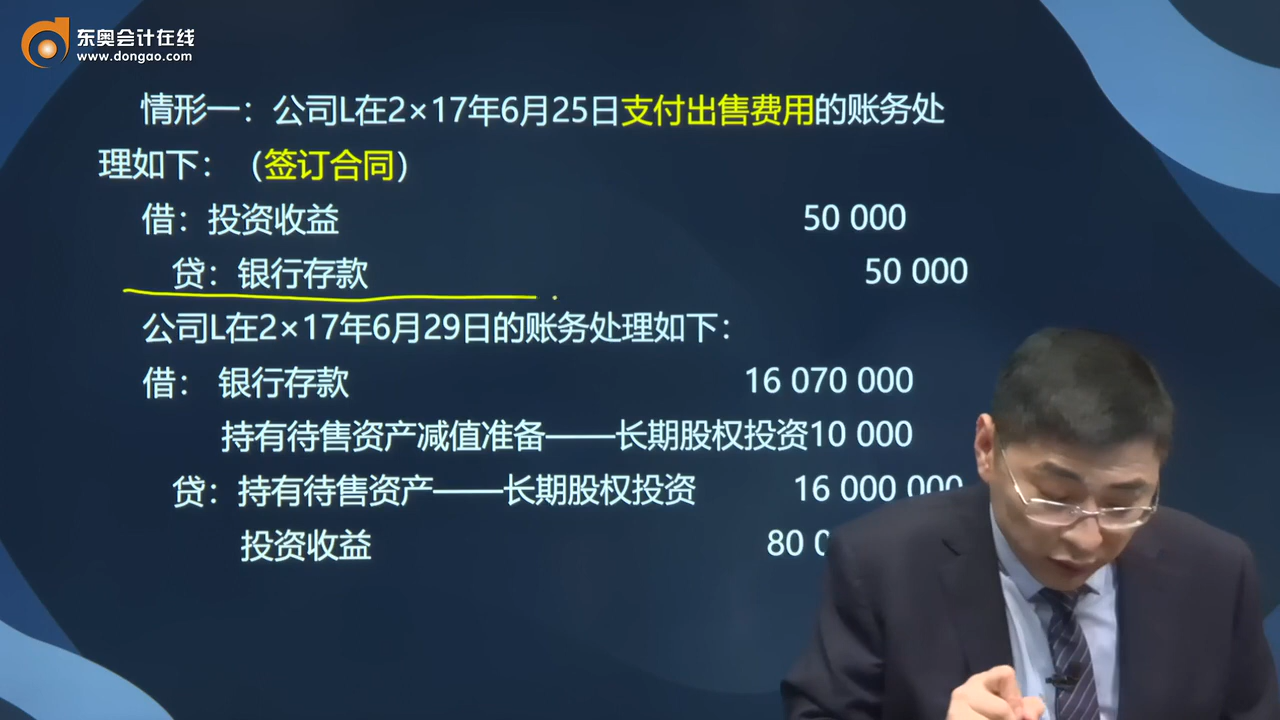 东奥会计在线
www.dongao.com
情形一：公司L在2×17年6月25日支付出售费用的账务处
理如下：（签订合同）
借：投资收益 50 000
贷：银行存款 50 000
公司L在2×17年6月29日的账务处理如下：
借： 银行存款 16 070 000
持有待售资产减值准备——长期股权投资10 000
贷：持有待售资产——长期股权投资 16 000 000
投资收益 80